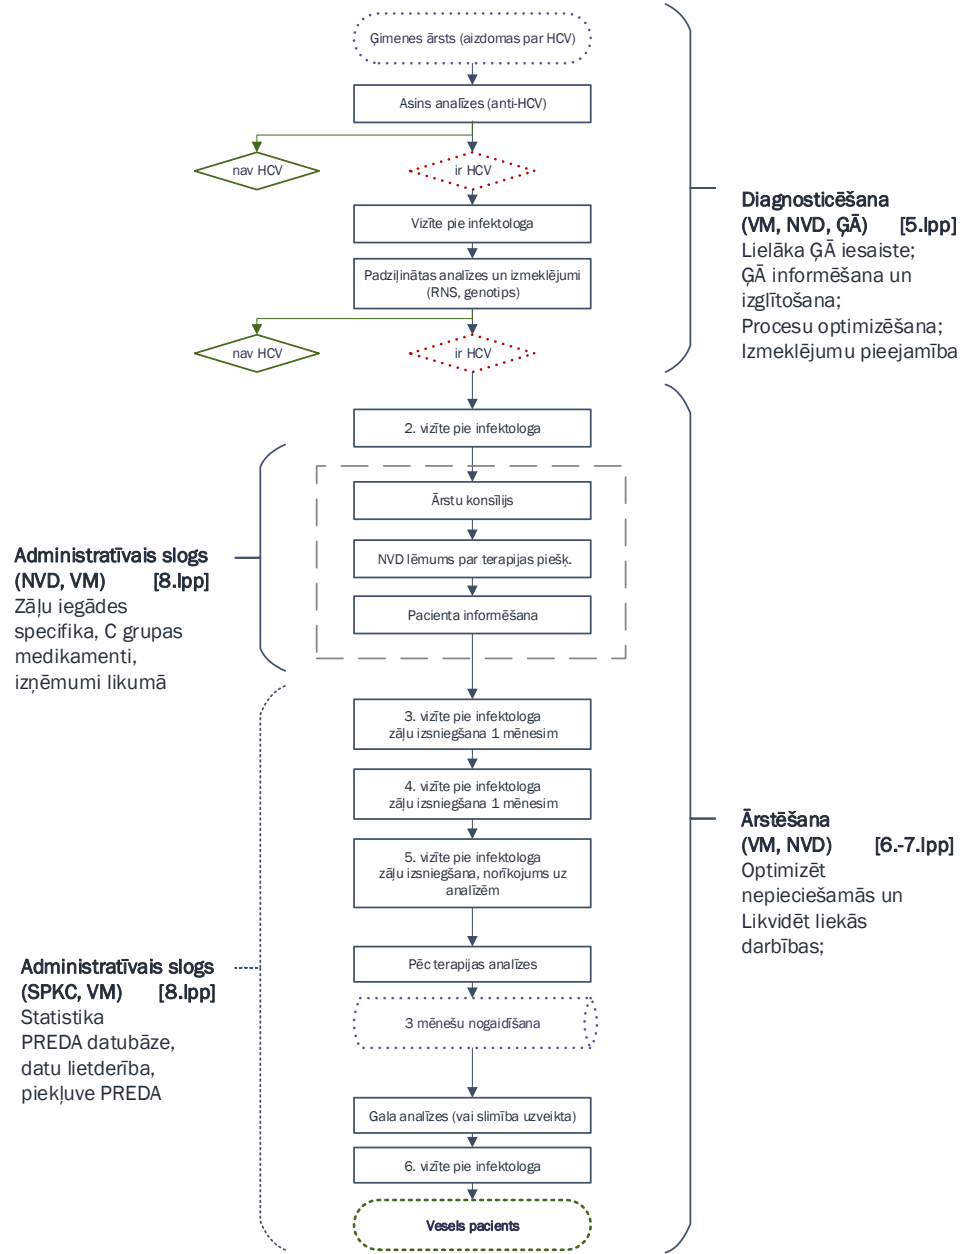 Ģimenes ārsts (aizdomas par HCV)
Asins analīzes (anti-HCV)
nav HCV
ir HCV
Vizīte pie infektologa
Padziļinātas analīzes un izmeklējumi
(RNS, genotips)
nav HCV
ir HCV
Diagnosticēšana
(VM, NVD, ĢĀ) [5.lpp]
Lielāka ĢĀ iesaiste;
ĢĀ informēšana un
izglītošana;
Procesu optimizēšana;
Izmeklējumu pieejamība
2. vizīte pie infektologa
Ārstu konsīlijs
NVD lēmums par terapijas piešķ.
Pacienta informēšana
Administratīvais slogs
(NVD, VM) [8.lpp]
Zāļu iegādes
specifika, C grupas
medikamenti,
izņēmumi likumā
3. vizīte pie infektologa
zāļu izsniegšana 1 mēnesim
4. vizīte pie infektologa
zāļu izsniegšana 1 mēnesim
5. vizīte pie infektologa
zāļu izsniegšana, norīkojums uz
analīzēm
Ārstēšana
(VM, NVD) [6.-7.lpp]
Optimizēt
nepieciešamās un
Likvidēt liekās
darbības;
Pēc terapijas analīzes
3 mēnešu nogaidīšana
Administratīvais slogs
(SPKC, VM) [8.lpp]
Statistika
PREDA datubāze,
datu lietderība,
piekļuve PREDA
Gala analīzes (vai slimība uzveikta)
6. vizīte pie infektologa
Vesels pacients